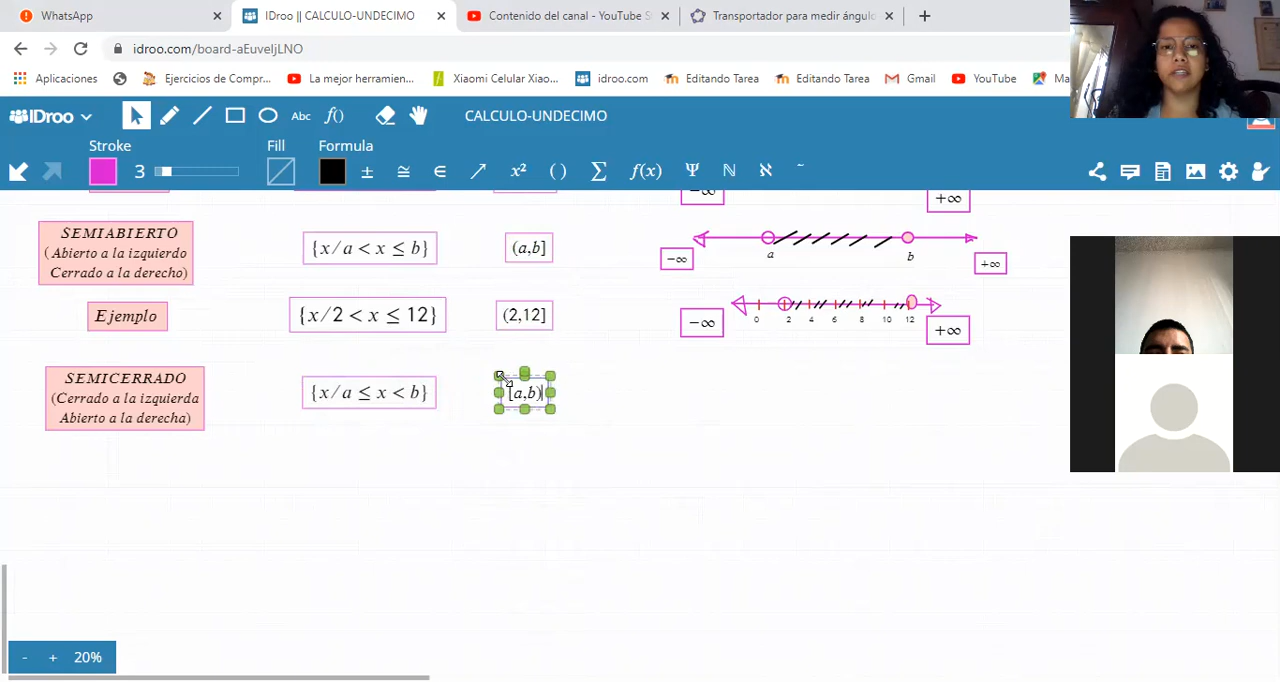 WhatsApp
IDroo || CALCULO-UNDECIMO
Contenido del canal - YouTube S
Transportador para medir ángul
idroo.com/board-aEuveIjLNO
Aplicaciones
Ejercicios de Compr...
La mejor herramien...
Xiaomi Celular Xiao...
idroo.com
Editando Tarea
Editando Tarea
Gmail
YouTube
Ma
IDroo
Abc
f()
CALCULO-UNDECIMO
Stroke
Fill
Formula
3
± ≅ ∈ x² ( ) ∑ f(x) Ψ ℕ ℵ ~
−∞
+∞
SEMIABIERTO
( Abierto a la izquierdo
Cerrado a la derecho)
{x/a < x ≤ b}
(a,b]
a
b
−∞
+∞
Ejemplo
{x/2 < x ≤ 12}
(2,12]
0 2 4 6 8 10 12
−∞
+∞
SEMICERRADO
(Cerrado a la izquierda
Abierto a la derecha)
{x/a ≤ x < b}
[a,b)
- + 20%